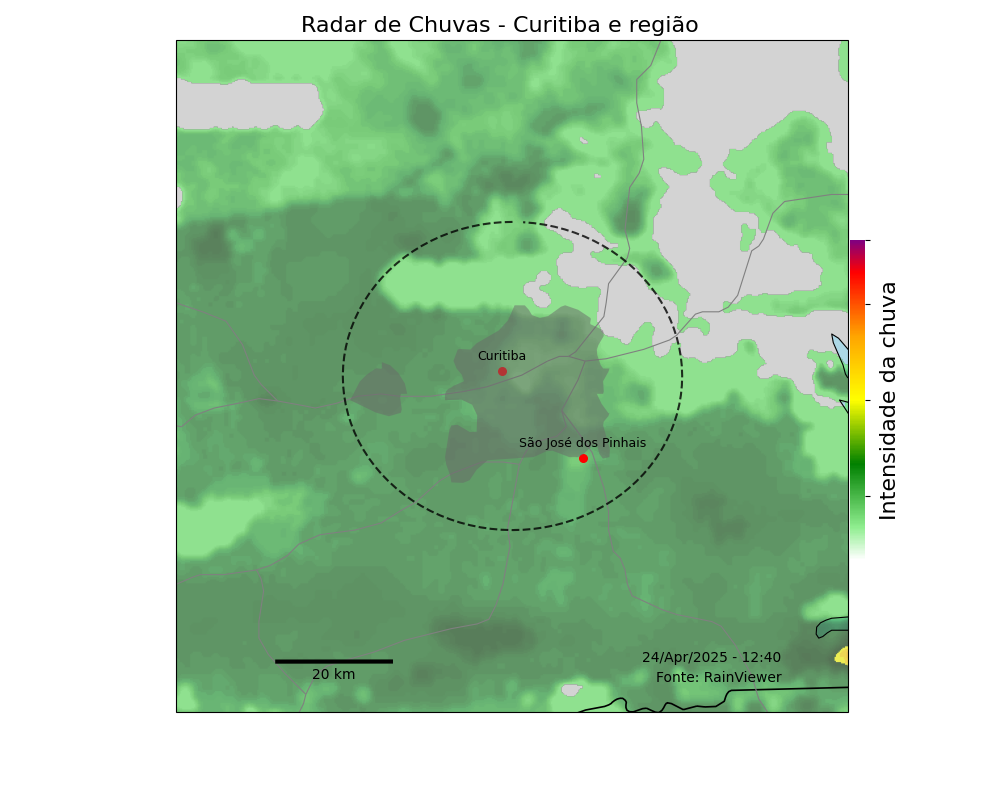 Radar de Chuvas - Curitiba e região
Curitiba
São José dos Pinhais
Intensidade da chuva
24/Apr/2025 - 12:40
20 km
Fonte: RainViewer